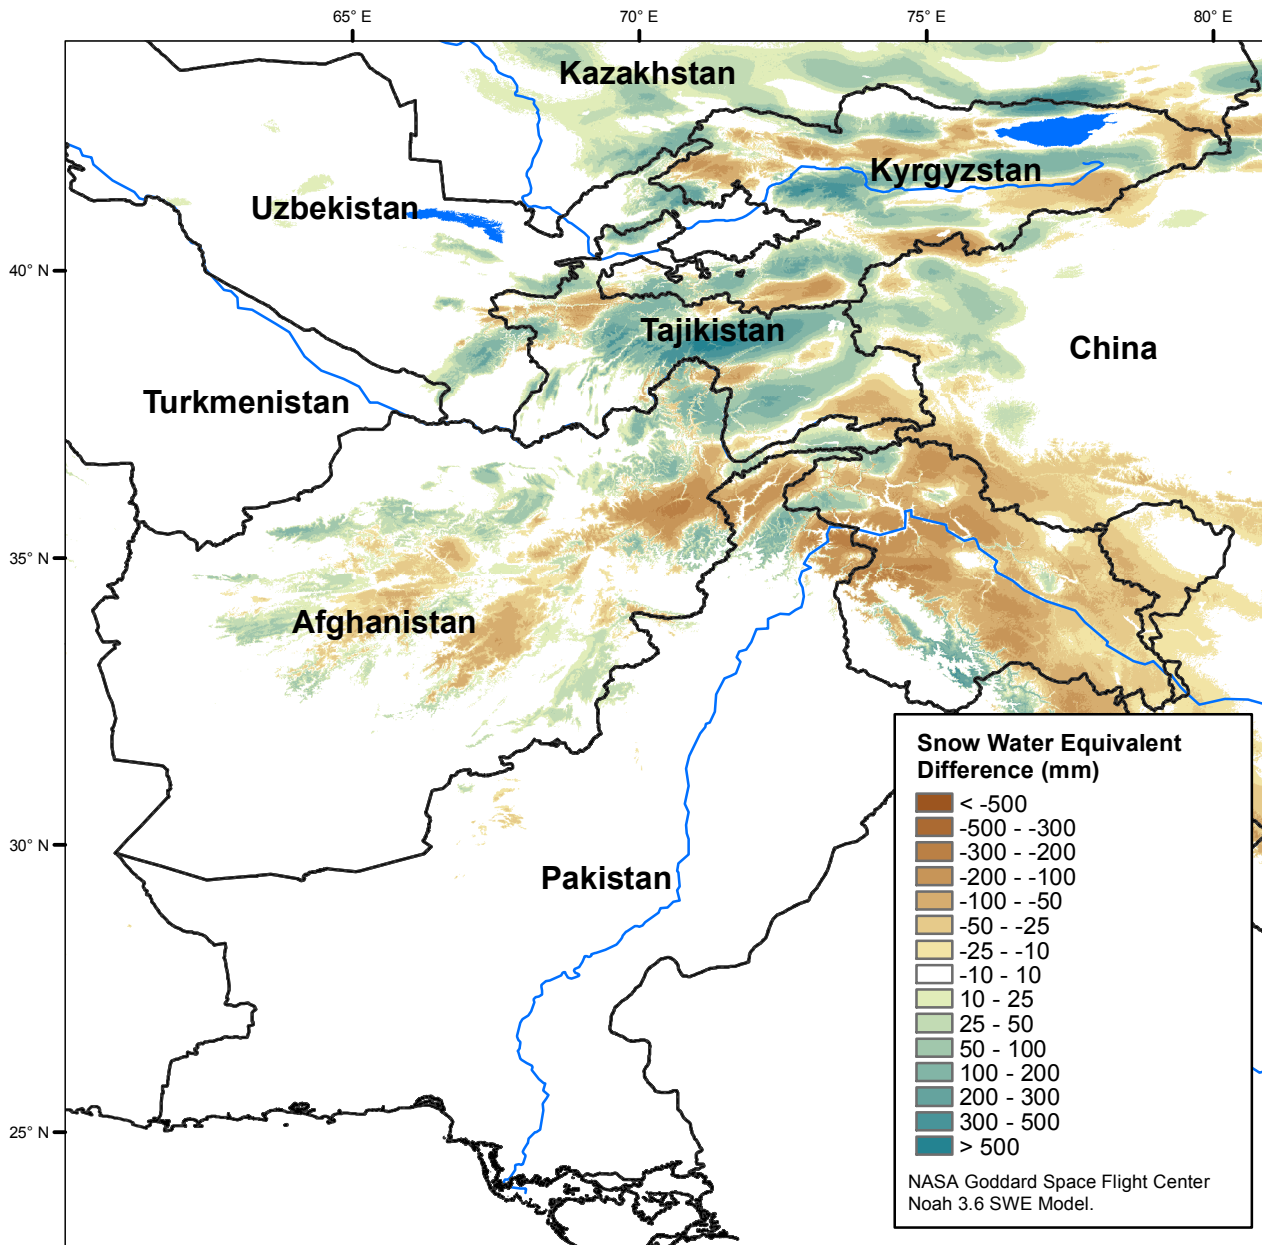 65° E
70° E
75° E
80° E
Kazakhstan
Kyrgyzstan
Uzbekistan
40° N
Tajikistan
China
Turkmenistan
35° N
Afghanistan
30° N
Pakistan
25° N
Snow Water Equivalent
Difference (mm)
< -500
-500 - -300
-300 - -200
-200 - -100
-100 - -50
-50 - -25
-25 - -10
-10 - 10
10 - 25
25 - 50
50 - 100
100 - 200
200 - 300
300 - 500
> 500
NASA Goddard Space Flight Center
Noah 3.6 SWE Model.